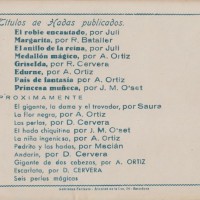 Títulos de Hadas publicados.
El roble encantado, por Juli
Margarita, por R. Bataller
El anillo de la reina, por Juli
Medallón mágico, por A. Ortiz
Griselda, por R. Cervera
Edurne, por A. Ortiz
País de fantasía por A. Ortiz
Princesa muñeca, por J. M. O'set
PROXIMAMENTE
El gigante, la dama y el trovador, por Saura
La flor negra, por A. Ortiz
Las perlas, por D. Cervera
El hada chiquitina por J. M. O'set
La niña ingeniosa, por A. Ortiz
Pedrito y las hadas, por Macián
Andarín, por D. Cervera
Gigante de dos cabezas, por A. ORTIZ
Escarlata, por D. CERVERA
Seis perlas mágicas